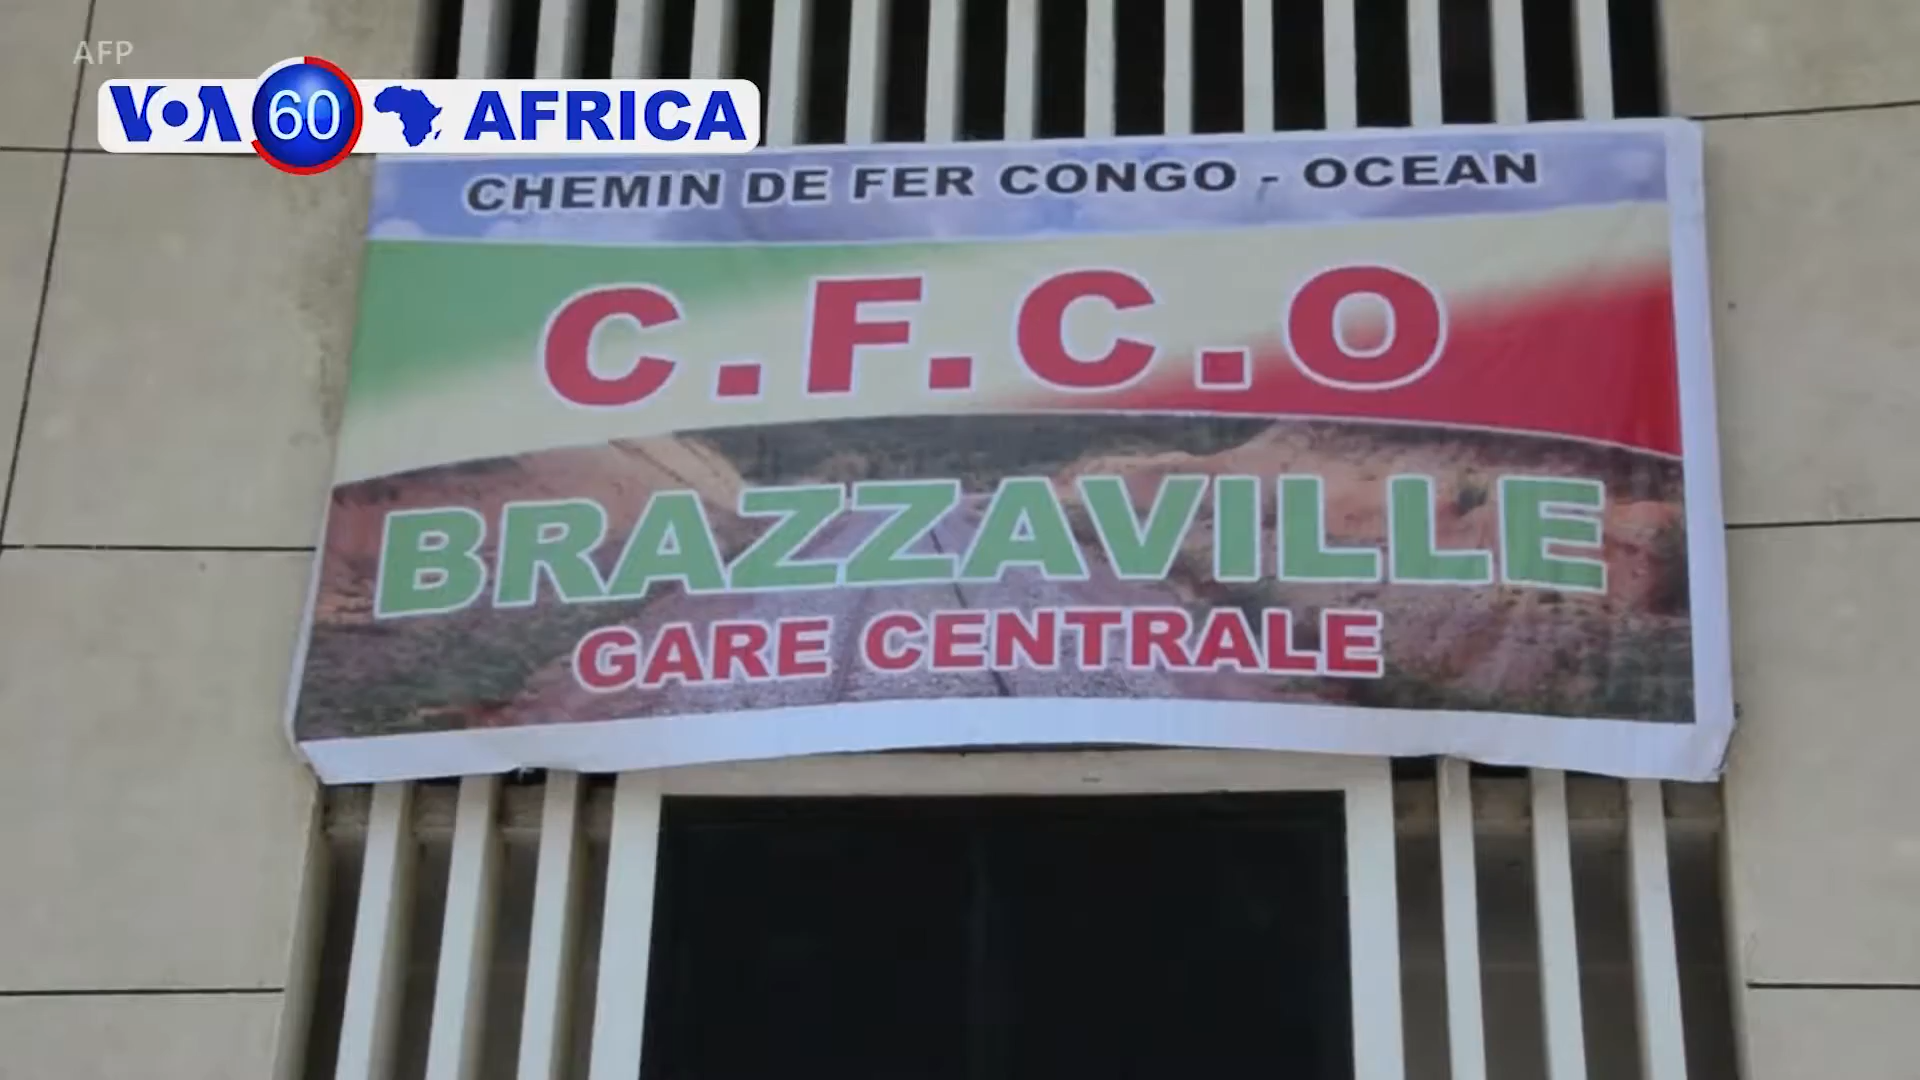 AFP
VOA 60 AFRICA
CHEMIN DE FER CONGO - OCEAN
C.F.C.O
BRAZZAVILLE
GARE CENTRALE